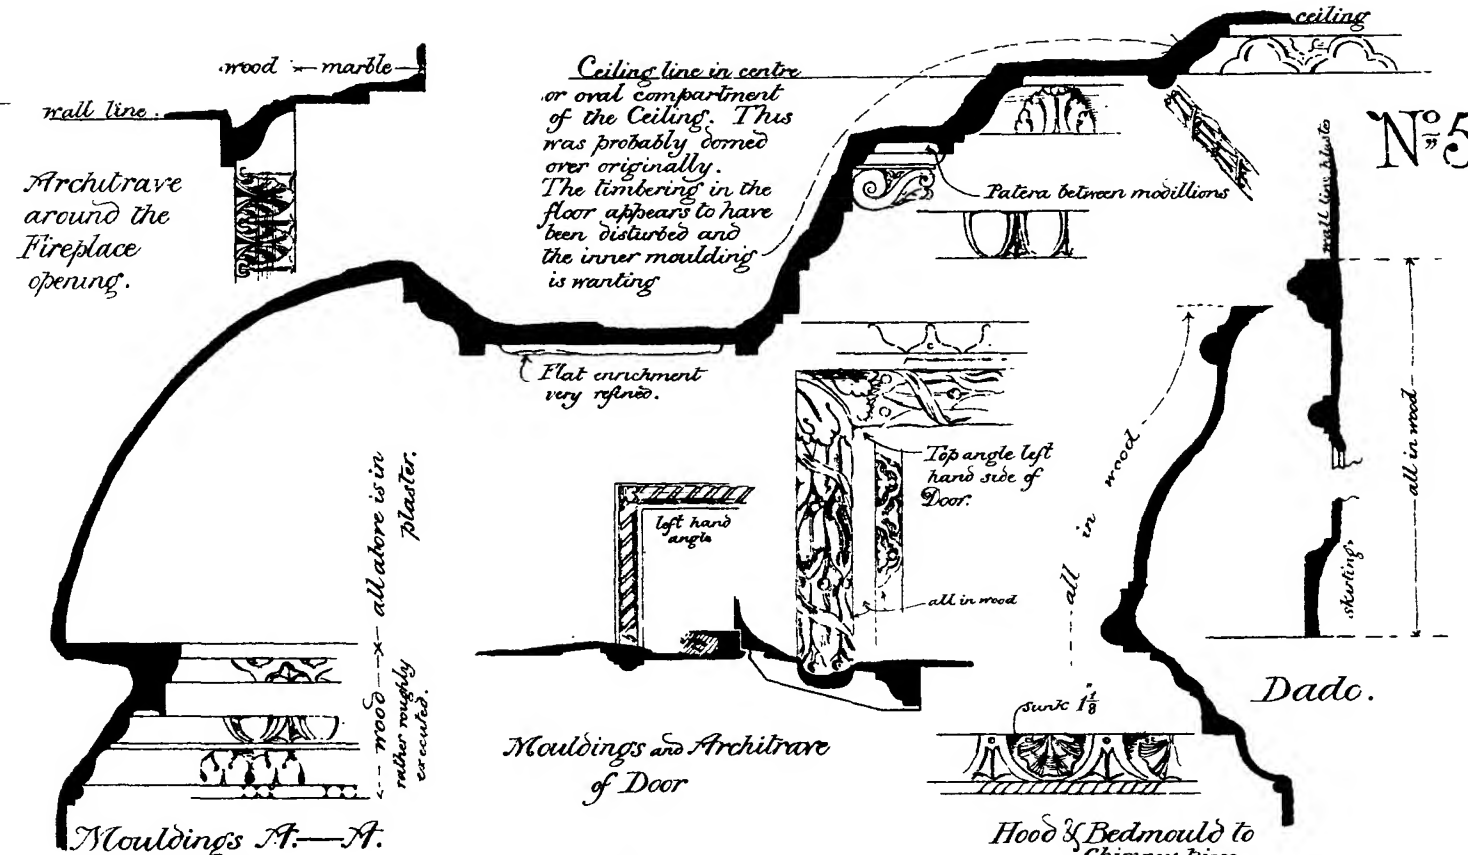 wood × marble
wall line.
Architrave
around the
Fireplace
opening.
Ceiling line in centre
or oval compartment
of the Ceiling. This
was probably domed
over originally.
The timbering in the
floor appears to have
been disturbed and
the inner moulding
is wanting
ceiling
No 5
Patera between modillions
wall line
Flat enrichment
very refined.
Top angle left
hand side of
Door.
left hand
angle
all in wood
all in wood
all in wood
skirting
Dado.
all above is in
plaster.
wood
rather roughly
executed.
Mouldings A.—A.
Mouldings and Architrave
of Door
sunk 1⅛"
Hood & Bedmould to
Chimney Piece